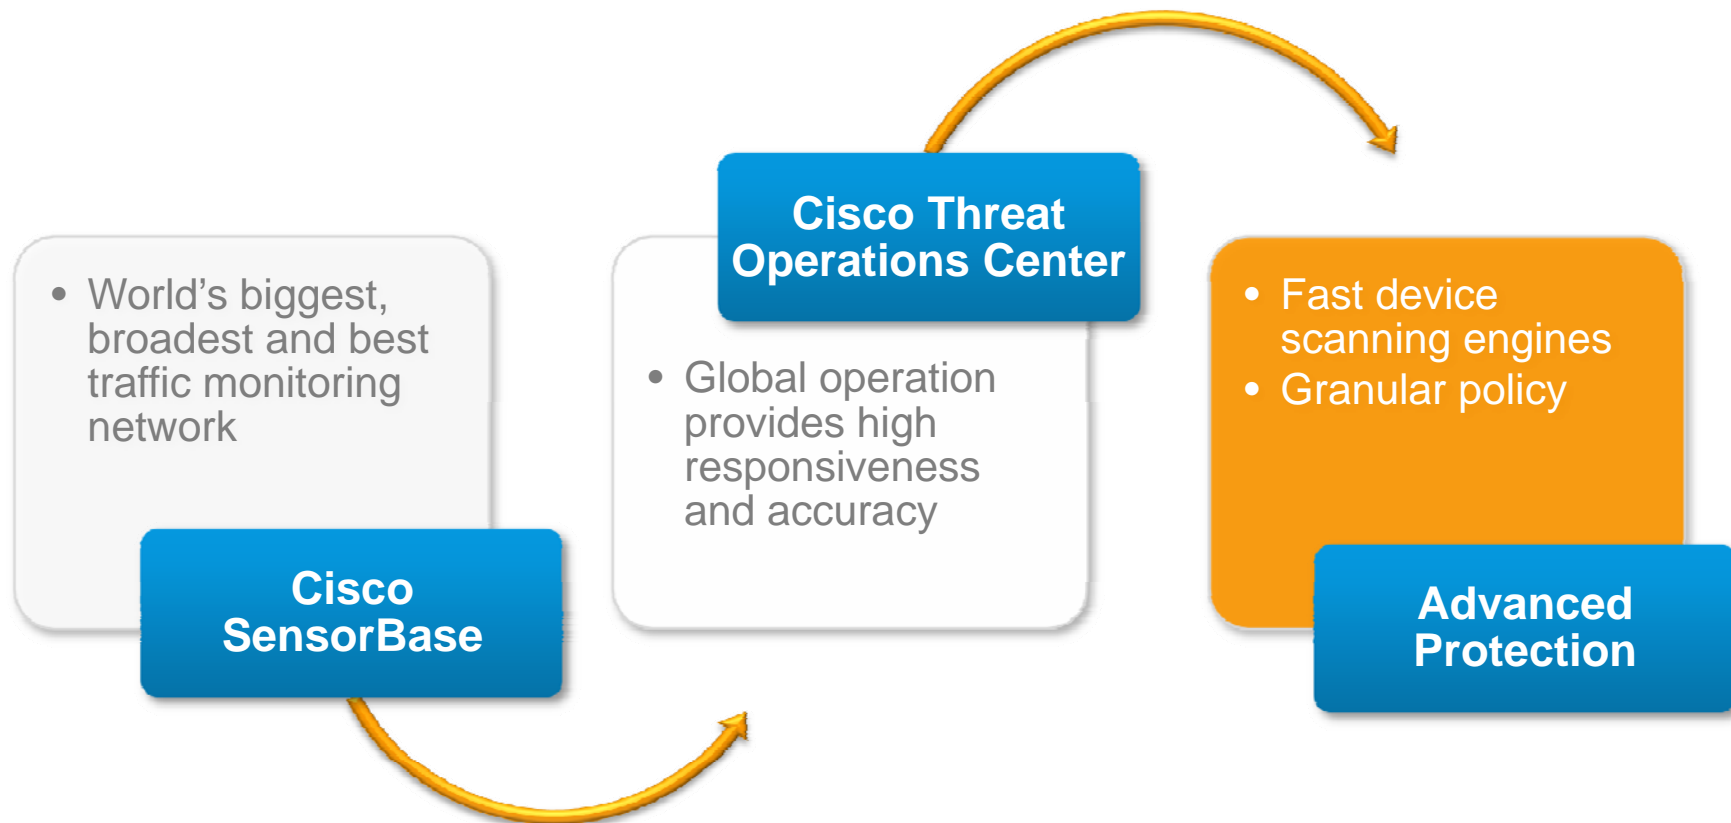 • World’s biggest,
broadest and best
traffic monitoring
network
Cisco
SensorBase
Cisco Threat
Operations Center
• Global operation
provides high
responsiveness
and accuracy
• Fast device
scanning engines
• Granular policy
Advanced
Protection